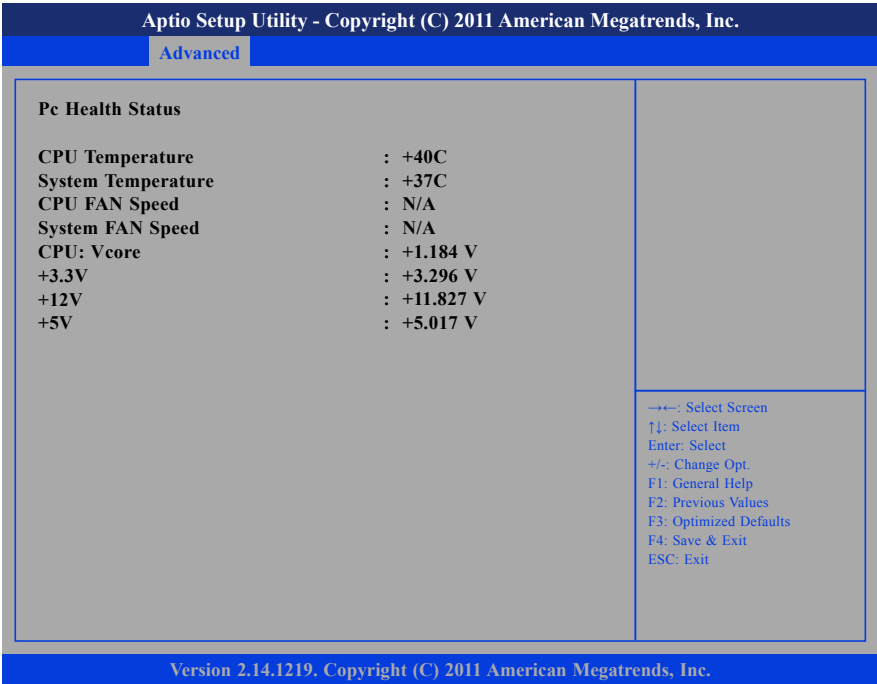 Aptio Setup Utility - Copyright (C) 2011 American Megatrends, Inc.
Advanced
Pc Health Status
CPU Temperature : +40C
System Temperature : +37C
CPU FAN Speed : N/A
System FAN Speed : N/A
CPU: Vcore : +1.184 V
+3.3V : +3.296 V
+12V : +11.827 V
+5V : +5.017 V
→←: Select Screen
↑↓: Select Item
Enter: Select
+/-: Change Opt.
F1: General Help
F2: Previous Values
F3: Optimized Defaults
F4: Save & Exit
ESC: Exit
Version 2.14.1219. Copyright (C) 2011 American Megatrends, Inc.